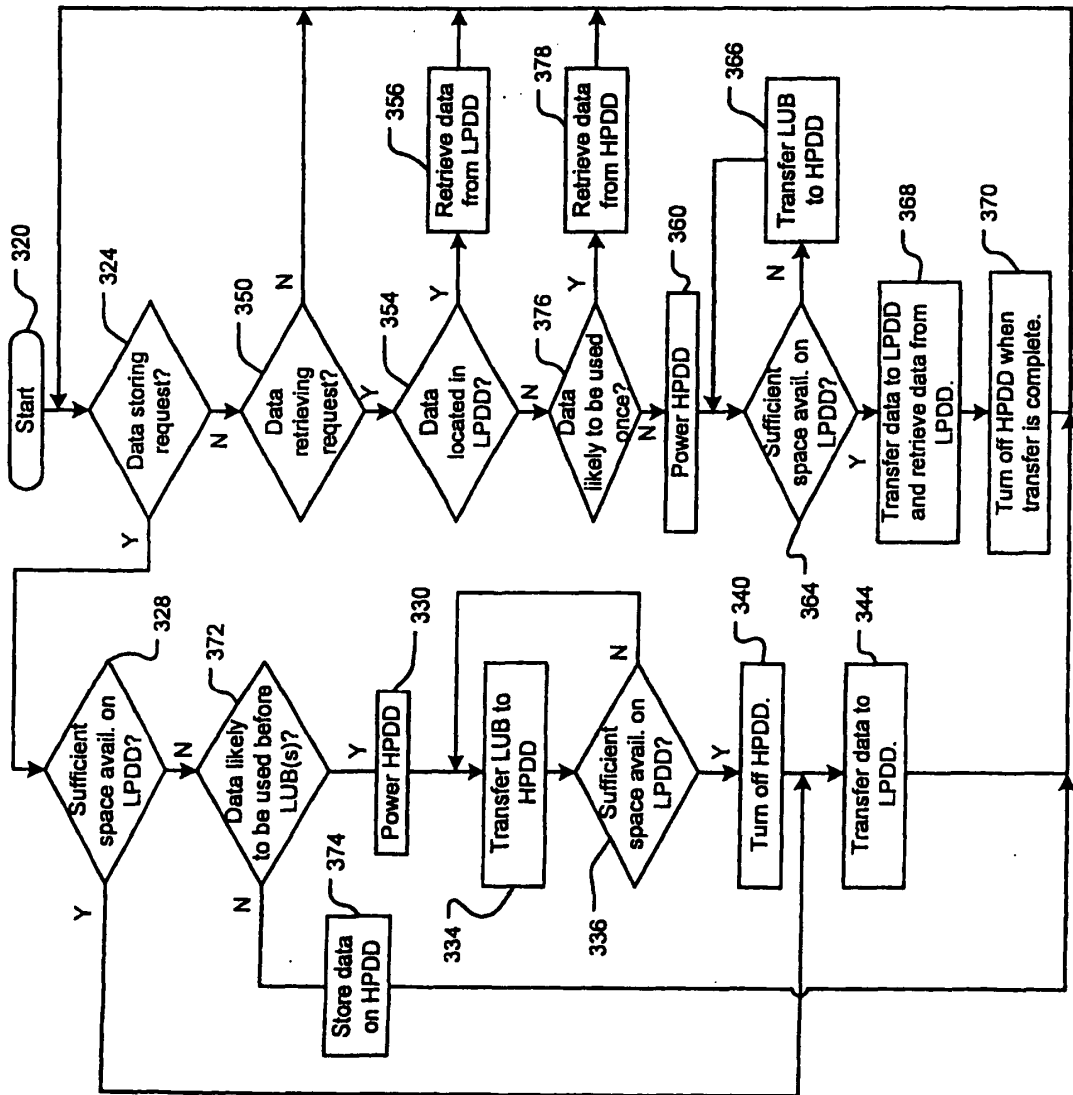 Start
320
Data storing
request?
324
Y
N
Data
retrieving
request?
350
N
Y
Data
located in
LPDD?
354
Y
N
Retrieve data
from LPDD
356
Data
likely to be used
once?
376
Y
N
Retrieve data
from HPDD
378
Power HPDD
360
Sufficient
space avail. on
LPDD?
364
N
Y
Transfer LUB
to HPDD
366
Transfer data to LPDD
and retrieve data from
LPDD.
368
Turn off HPDD when
transfer is complete.
370
Sufficient
space avail. on
LPDD?
328
Y
N
Data likely
to be used before
LUB(s)?
372
N
Y
Store data
on HPDD
374
Power HPDD
330
Transfer LUB to
HPDD
334
Sufficient
space avail. on
LPDD?
336
N
Y
Turn off HPDD.
340
Transfer data to
LPDD.
344